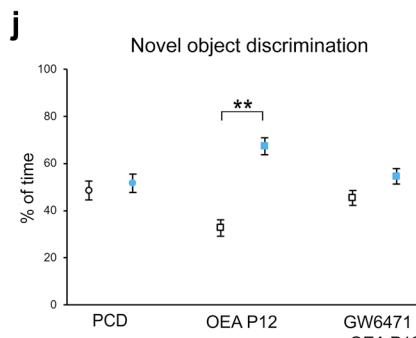 j
Novel object discrimination
100
80
60
40
20
0
% of time
**
PCD
OEA P12
GW6471